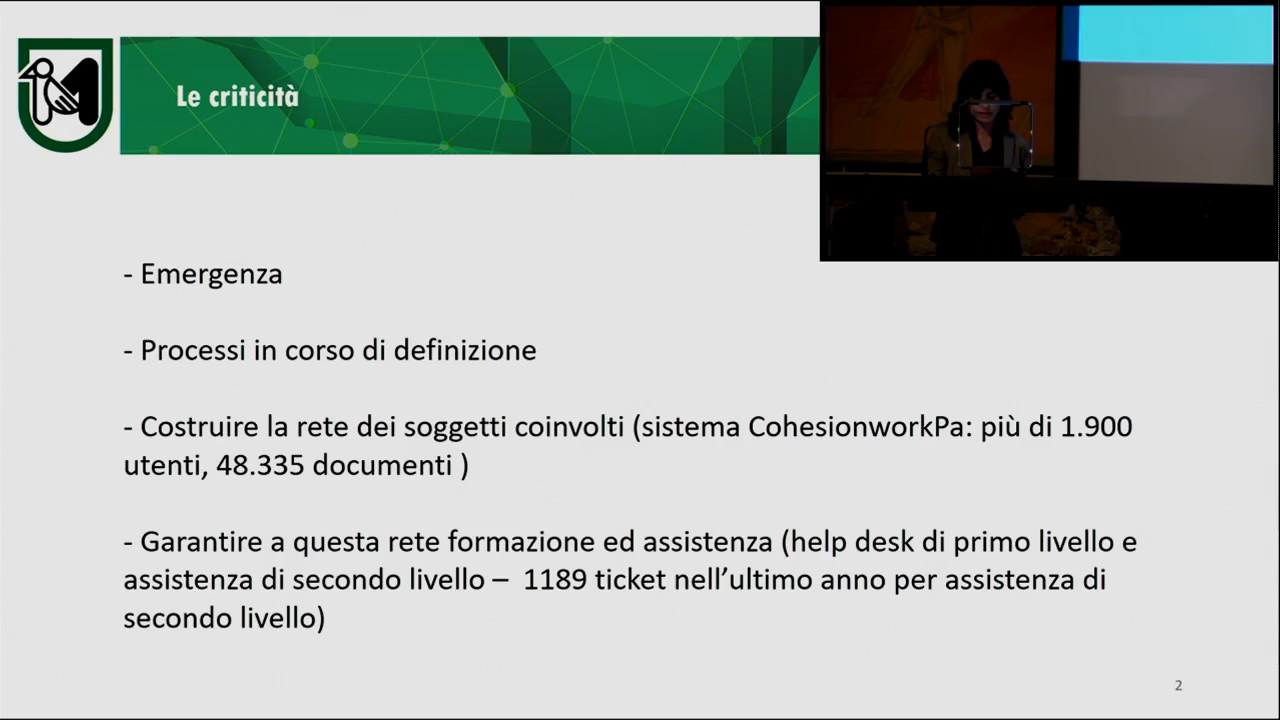 Le criticità
- Emergenza
- Processi in corso di definizione
- Costruire la rete dei soggetti coinvolti (sistema CohesionworkPa: più di 1.900
utenti, 48.335 documenti )
- Garantire a questa rete formazione ed assistenza (help desk di primo livello e
assistenza di secondo livello – 1189 ticket nell’ultimo anno per assistenza di
secondo livello)
2